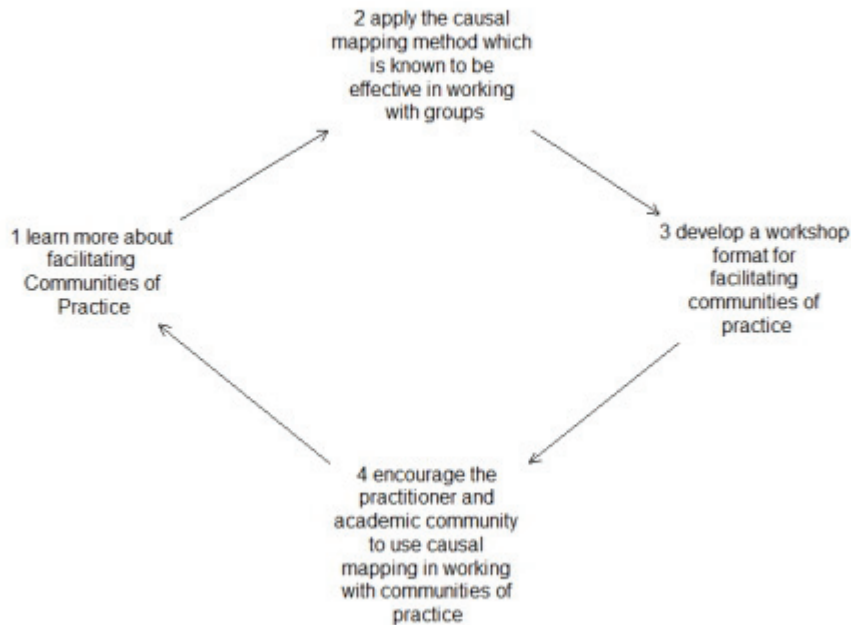 2 apply the causal
mapping method which
is known to be
effective in working
with groups
1 learn more about
facilitating
Communities of
Practice
3 develop a workshop
format for
facilitating
communities of
practice
4 encourage the
practitioner and
academic community
to use causal
mapping in working
with communities of
practice